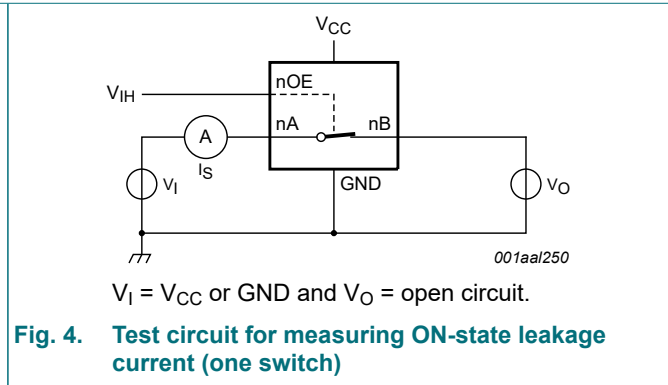 VCC
nOE
VIH
nA
nB
A
IS
VI
GND
VO
001aal250
VI = VCC or GND and VO = open circuit.
Fig. 4. Test circuit for measuring ON-state leakage
current (one switch)